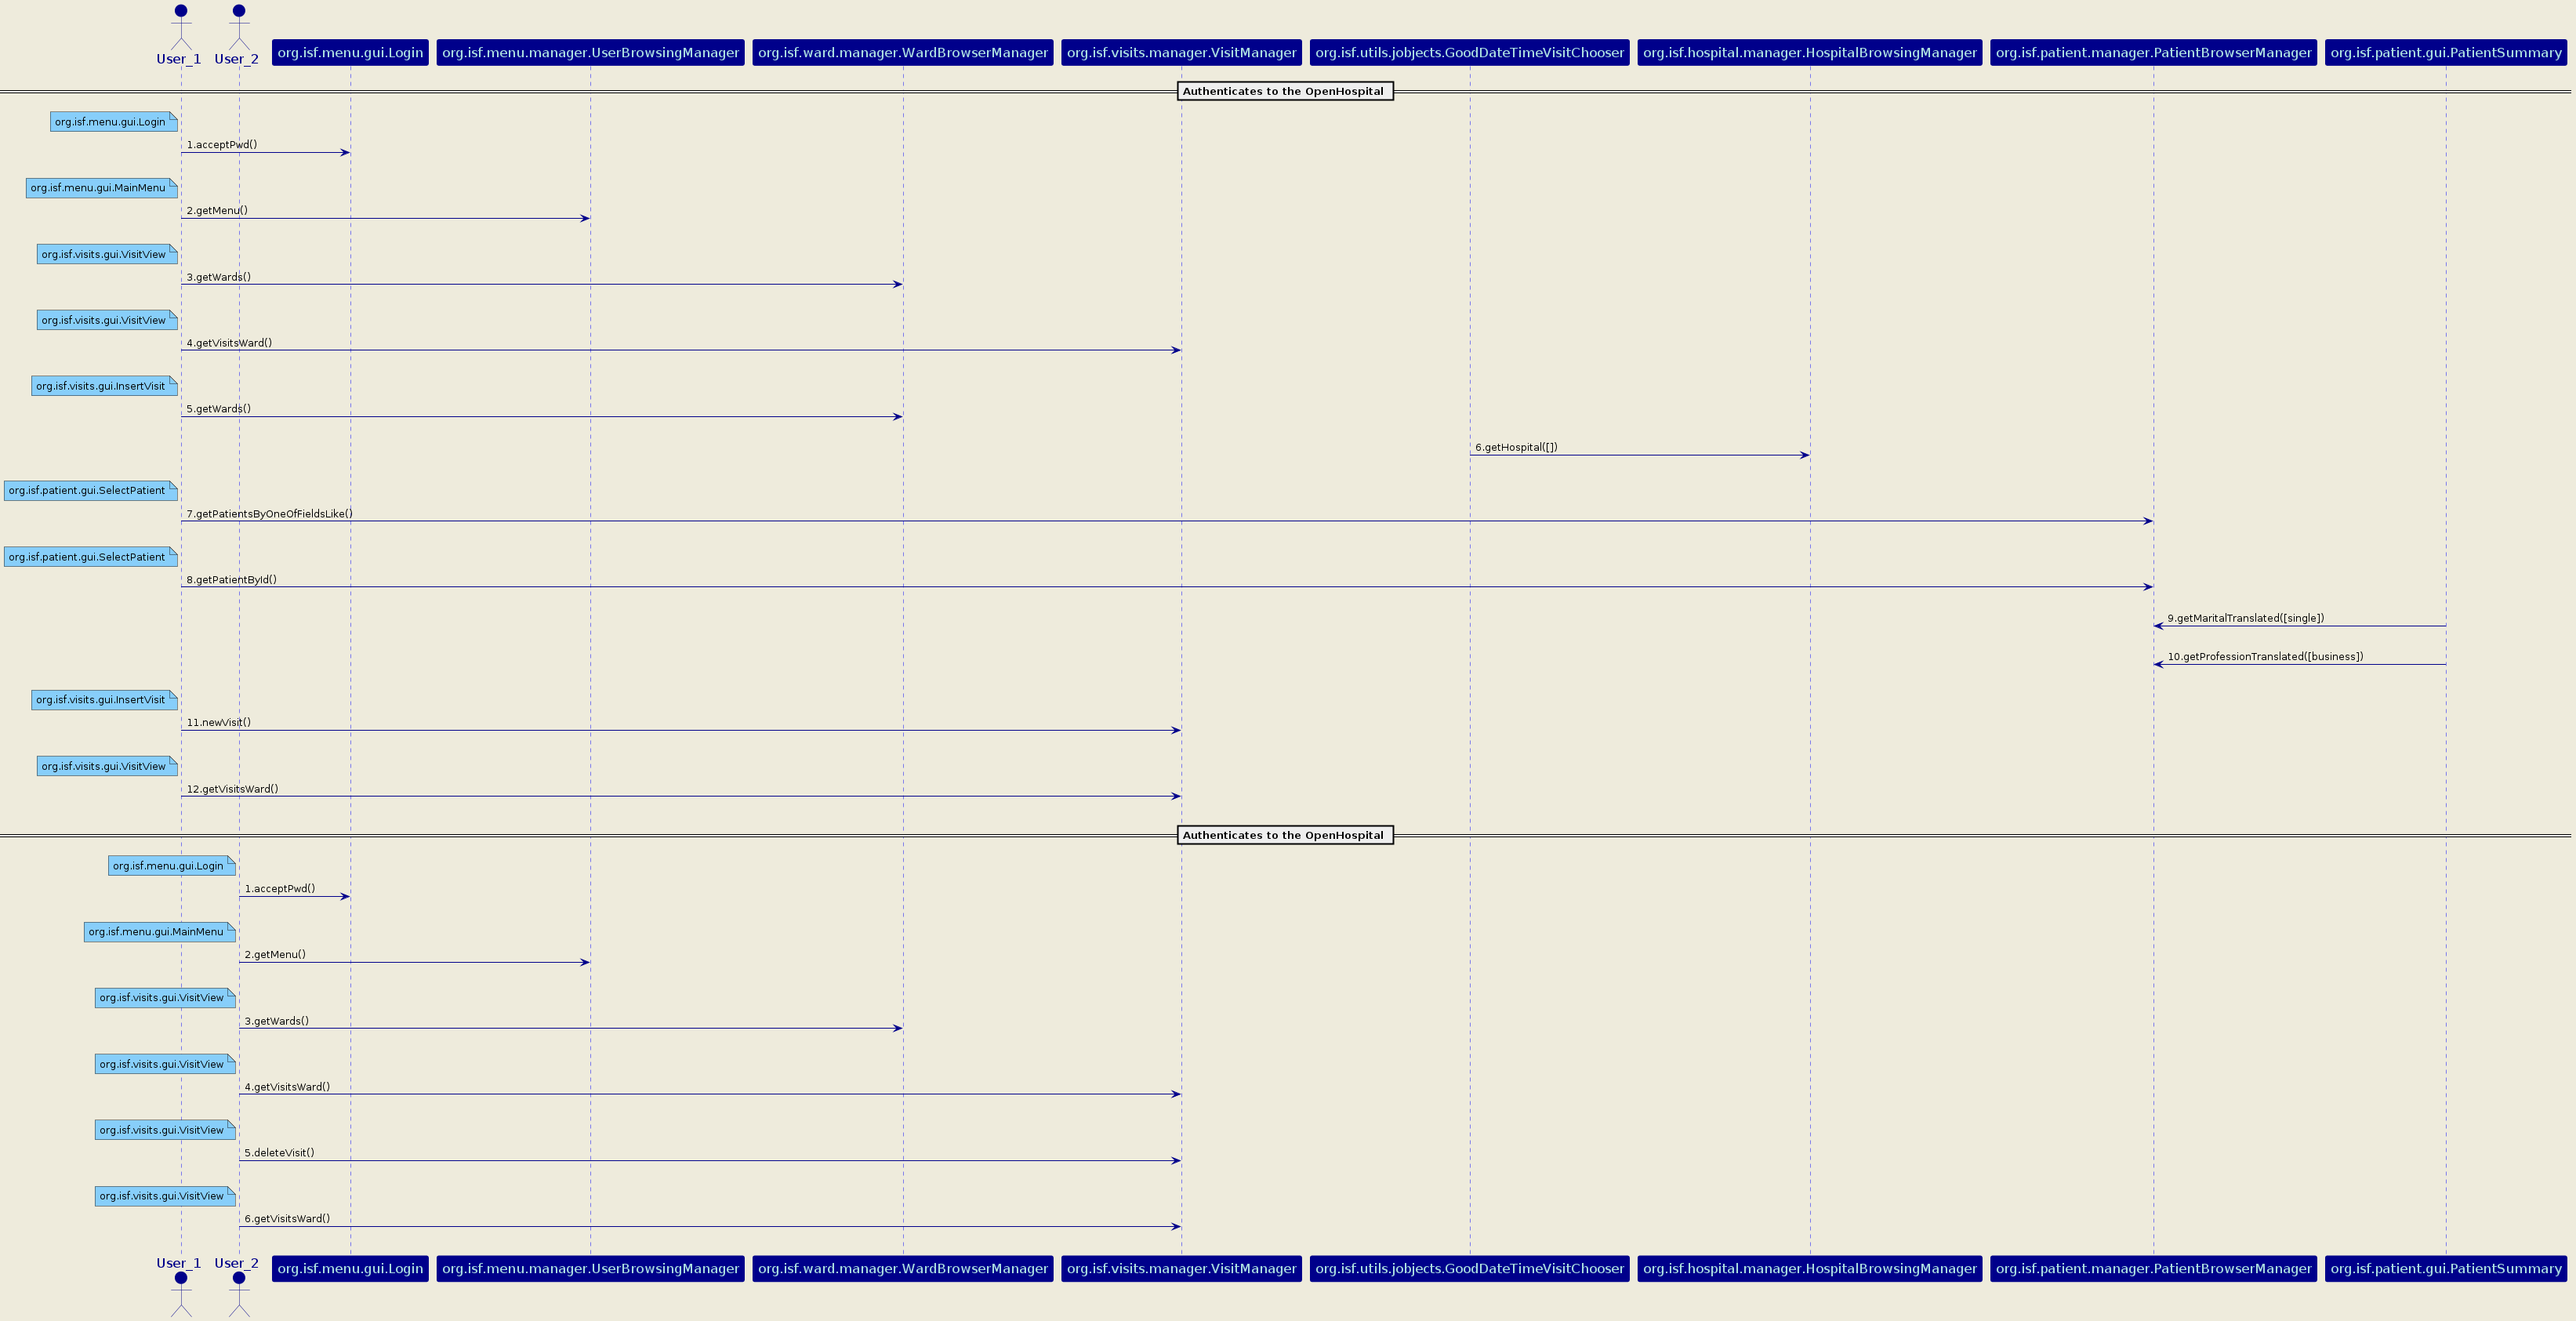 User_1
User_2
org.isf.menu.gui.Login
org.isf.menu.manager.UserBrowsingManager
org.isf.ward.manager.WardBrowserManager
org.isf.visits.manager.VisitManager
org.isf.utils.jobjects.GoodDateTimeVisitChooser
org.isf.hospital.manager.HospitalBrowsingManager
org.isf.patient.manager.PatientBrowserManager
org.isf.patient.gui.PatientSummary
Authenticates to the OpenHospital
org.isf.menu.gui.Login
1.acceptPwd()
org.isf.menu.gui.MainMenu
2.getMenu()
org.isf.visits.gui.VisitView
3.getWards()
org.isf.visits.gui.VisitView
4.getVisitsWard()
org.isf.visits.gui.InsertVisit
5.getWards()
6.getHospital([])
org.isf.patient.gui.SelectPatient
7.getPatientsByOneOfFieldsLike()
org.isf.patient.gui.SelectPatient
8.getPatientById()
9.getMaritalTranslated([single])
10.getProfessionTranslated([business])
org.isf.visits.gui.InsertVisit
11.newVisit()
org.isf.visits.gui.VisitView
12.getVisitsWard()
Authenticates to the OpenHospital
org.isf.menu.gui.Login
1.acceptPwd()
org.isf.menu.gui.MainMenu
2.getMenu()
org.isf.visits.gui.VisitView
3.getWards()
org.isf.visits.gui.VisitView
4.getVisitsWard()
org.isf.visits.gui.VisitView
5.deleteVisit()
org.isf.visits.gui.VisitView
6.getVisitsWard()
User_1
User_2
org.isf.menu.gui.Login
org.isf.menu.manager.UserBrowsingManager
org.isf.ward.manager.WardBrowserManager
org.isf.visits.manager.VisitManager
org.isf.utils.jobjects.GoodDateTimeVisitChooser
org.isf.hospital.manager.HospitalBrowsingManager
org.isf.patient.manager.PatientBrowserManager
org.isf.patient.gui.PatientSummary